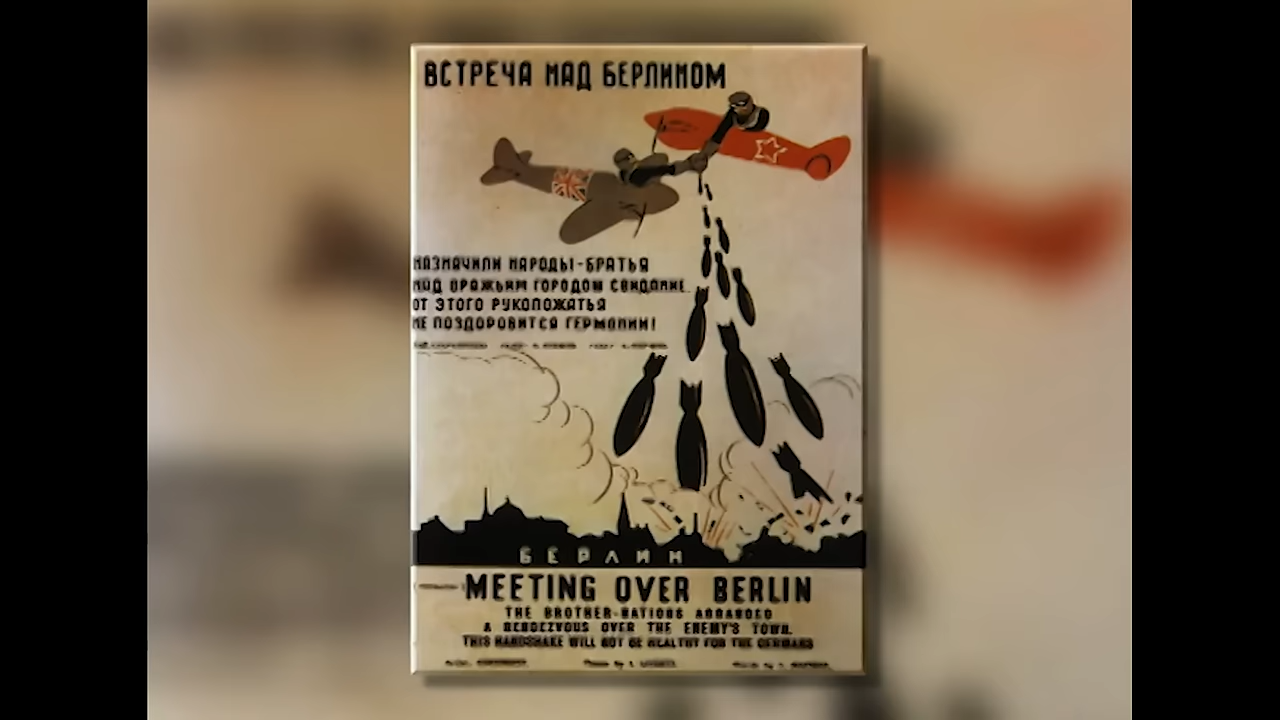 ВСТРЕЧА НАД БЕРЛИНОМ
НАЗНАЧИЛИ НАРОДЫ-БРАТЬЯ
НАД ВРАЖЬИМ ГОРОДОМ СВИДАНИЕ.
ОТ ЭТОГО РУКОПОЖАТЬЯ
НЕ ПОЗДОРОВИТСЯ ГЕРМАНИИ!
БЕРЛИН
MEETING OVER BERLIN
THE BROTHER-NATIONS ARRANGED
A RENDEZVOUS OVER THE ENEMY'S TOWN.
THIS HANDSHAKE WILL NOT BE HEALTHY FOR THE GERMANS